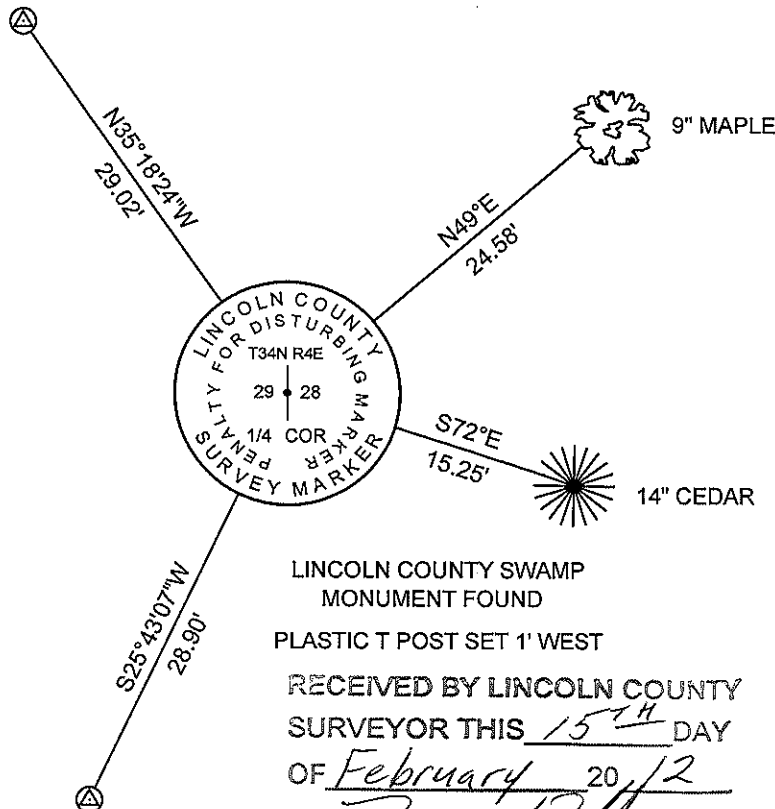 N35°18'24"W
29.02'
9" MAPLE
N49°E
24.58'
LINCOLN COUNTY
PENALTY FOR DISTURBING MARKER
T34N R4E
29 28
1/4 COR
SURVEY MARKER
S72°E
15.25'
14" CEDAR
S25°43'07"W
28.90'
LINCOLN COUNTY SWAMP
MONUMENT FOUND
PLASTIC T POST SET 1' WEST
RECEIVED BY LINCOLN COUNTY
SURVEYOR THIS 15TH DAY
OF February 20 12